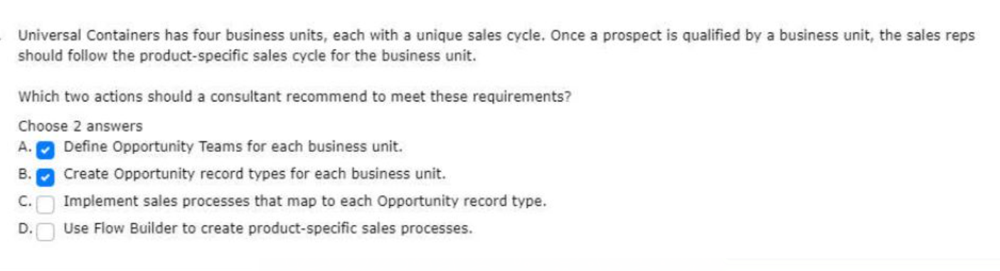 Universal Containers has four business units, each with a unique sales cycle. Once a prospect is qualified by a business unit, the sales reps
should follow the product-specific sales cycle for the business unit.
Which two actions should a consultant recommend to meet these requirements?
Choose 2 answers
A. Define Opportunity Teams for each business unit.
B. Create Opportunity record types for each business unit.
C. Implement sales processes that map to each Opportunity record type.
D. Use Flow Builder to create product-specific sales processes.